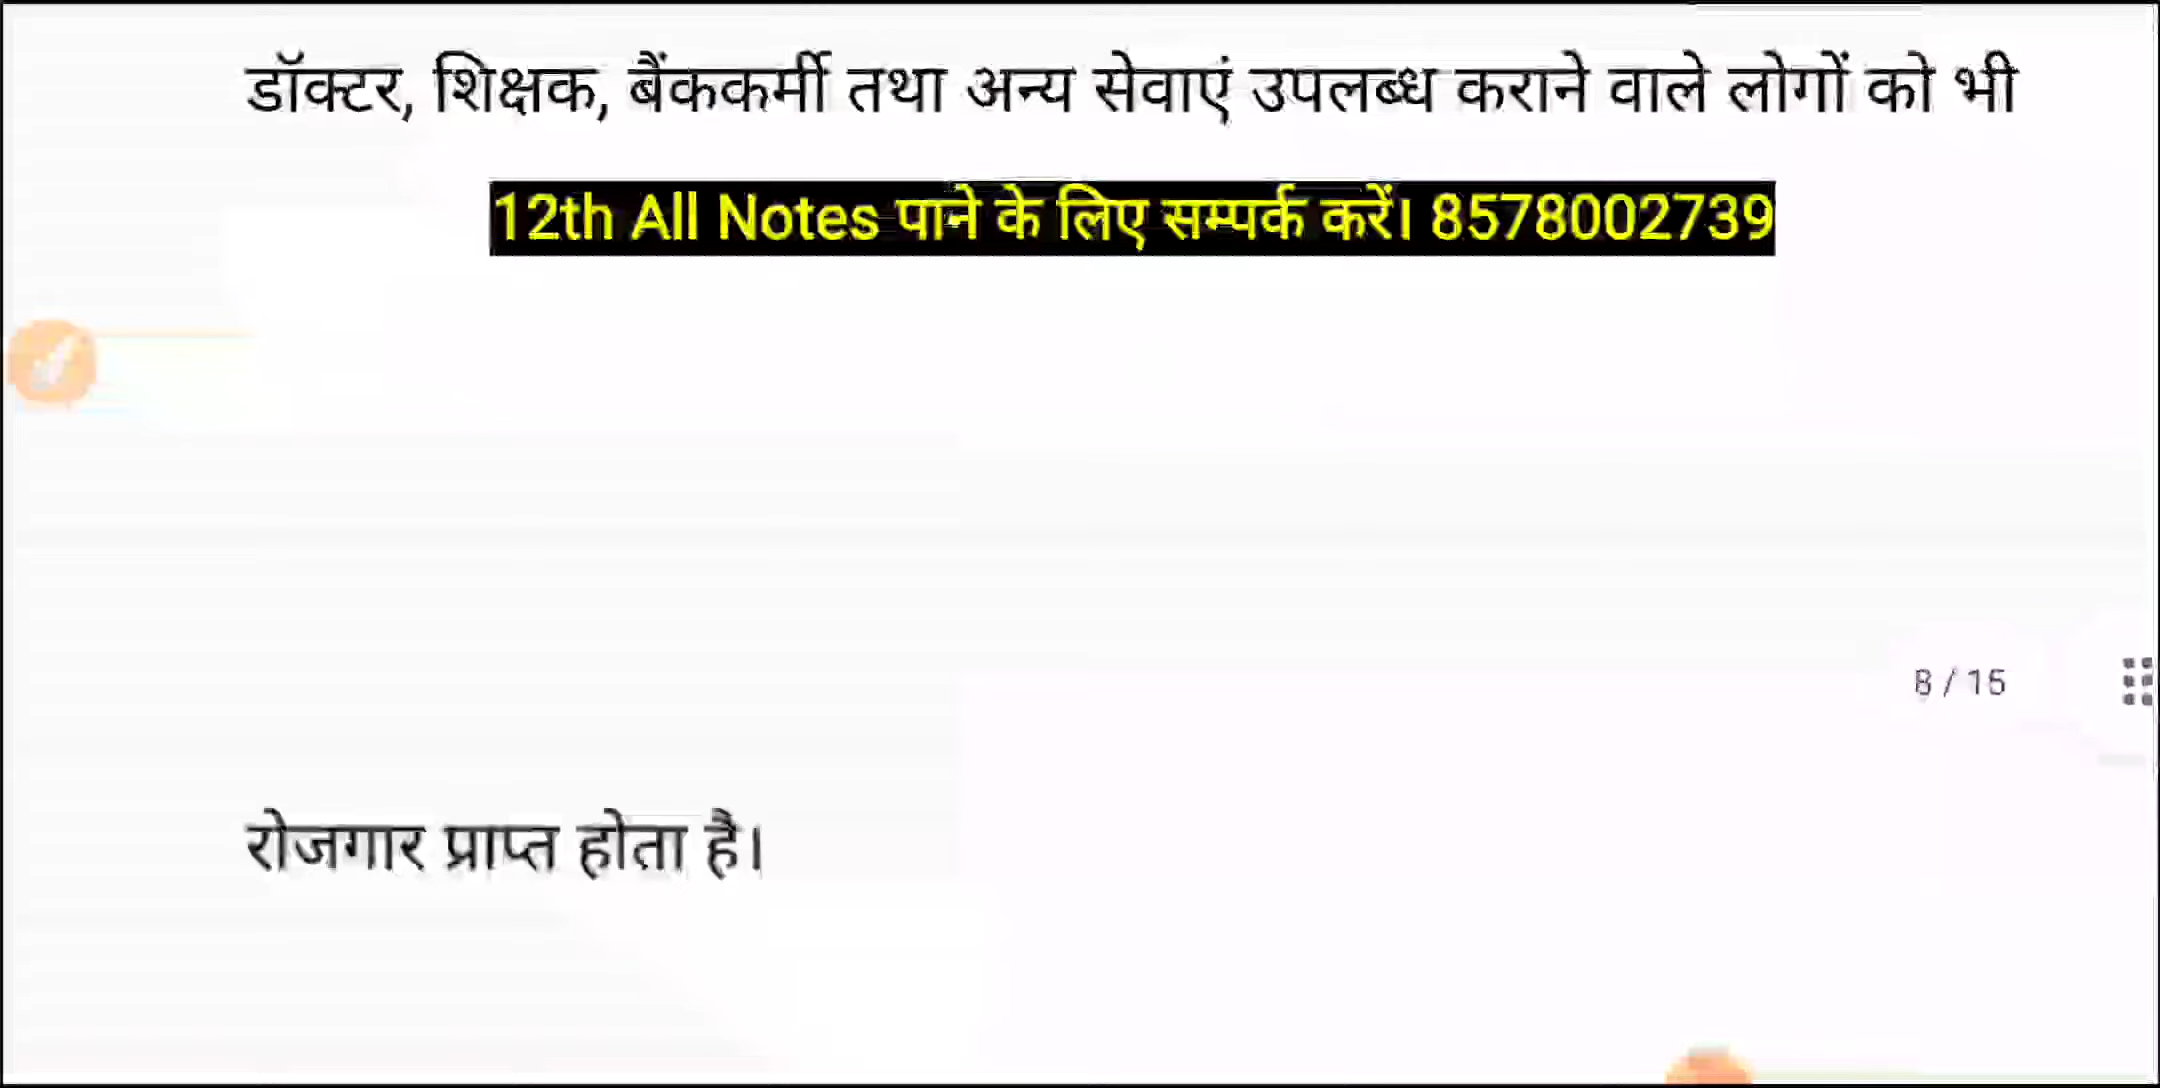 डॉक्टर, शिक्षक, बैंककर्मी तथा अन्य सेवाएं उपलब्ध कराने वाले लोगों को भी
12th All Notes पाने के लिए सम्पर्क करें। 8578002739
8 / 15
रोजगार प्राप्त होता है।